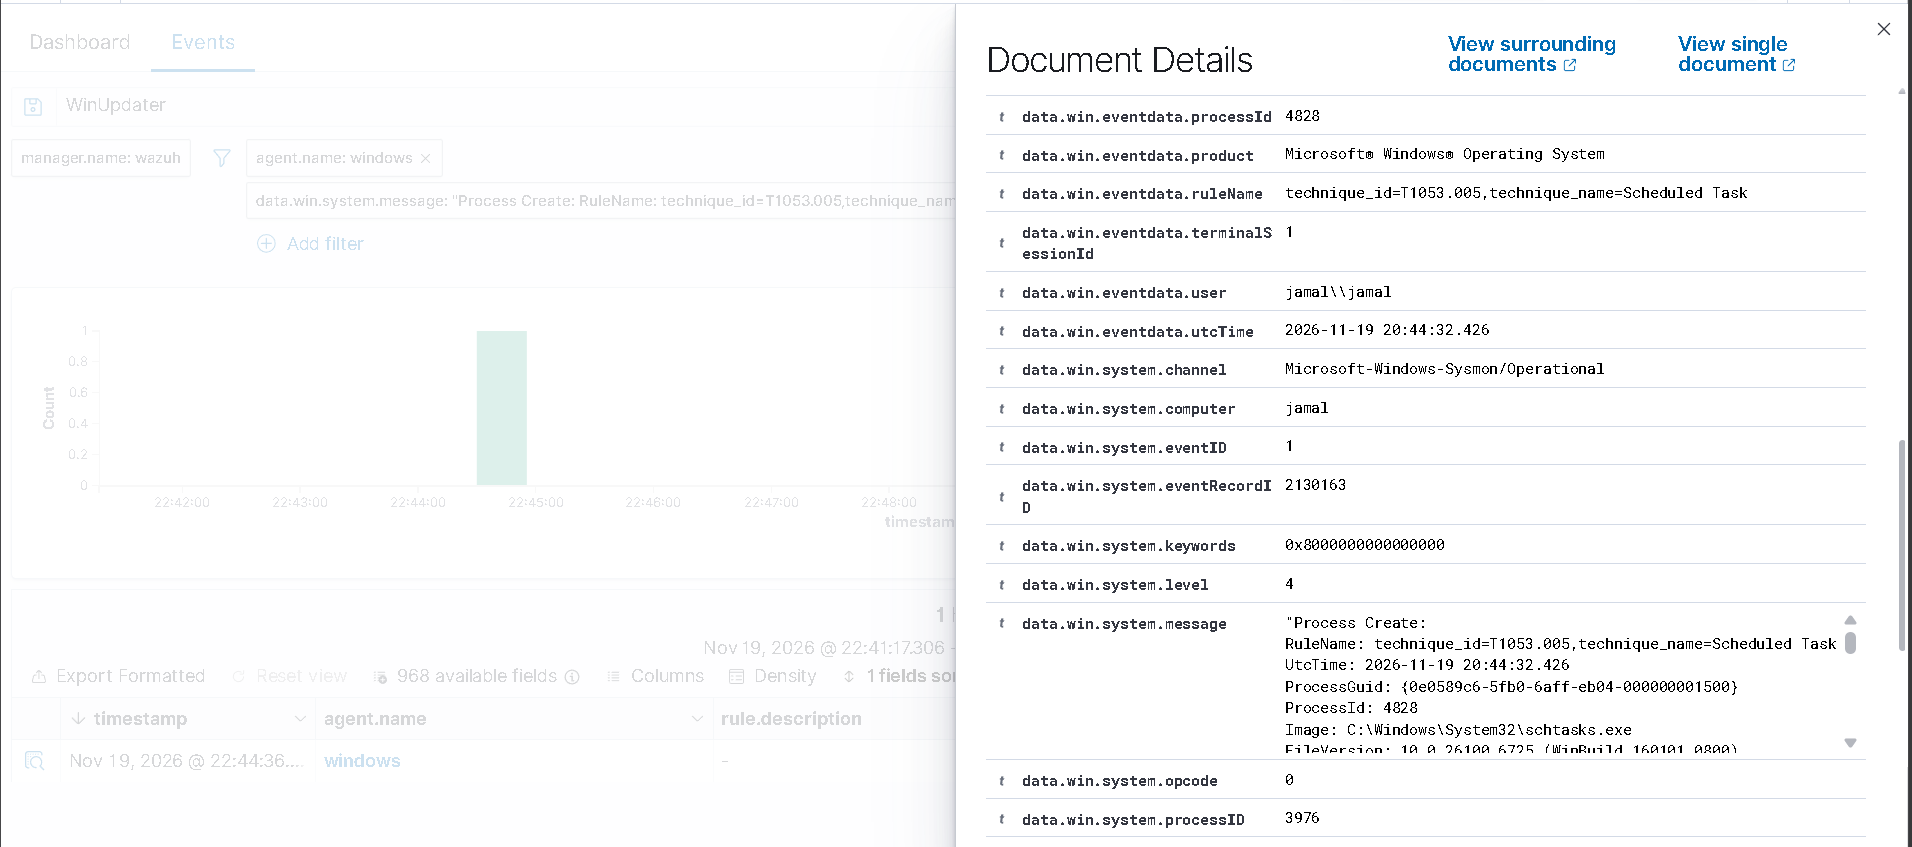 Dashboard
Events
WinUpdater
manager.name: wazuh
agent.name: windows
data.win.system.message: "Process Create: RuleName: technique_id=T1053.005,technique_nam
Add filter
1
0.8
0.6
0.4
0.2
0
Count
22:42:00 22:43:00 22:44:00 22:45:00 22:46:00 22:47:00 22:48:00
timestam
1
Nov 19, 2026 @ 22:41:17.306 -
Export Formatted Reset view 968 available fields Columns Density 1 fields so
timestamp agent.name rule.description
Nov 19, 2026 @ 22:44:36.... windows -
Document Details
View surrounding documents
View single document
t data.win.eventdata.processId 4828
t data.win.eventdata.product Microsoft® Windows® Operating System
t data.win.eventdata.ruleName technique_id=T1053.005,technique_name=Scheduled Task
t data.win.eventdata.terminalSessionId 1
t data.win.eventdata.user jamal\\jamal
t data.win.eventdata.utcTime 2026-11-19 20:44:32.426
t data.win.system.channel Microsoft-Windows-Sysmon/Operational
t data.win.system.computer jamal
t data.win.system.eventID 1
t data.win.system.eventRecordID 2130163
t data.win.system.keywords 0x8000000000000000
t data.win.system.level 4
t data.win.system.message "Process Create:
RuleName: technique_id=T1053.005,technique_name=Scheduled Task
UtcTime: 2026-11-19 20:44:32.426
ProcessGuid: {0e0589c6-5fb0-6aff-eb04-000000001500}
ProcessId: 4828
Image: C:\Windows\System32\schtasks.exe
FileVersion: 10.0.26100.6725 (WinBuild.160101.0800)
t data.win.system.opcode 0
t data.win.system.processID 3976